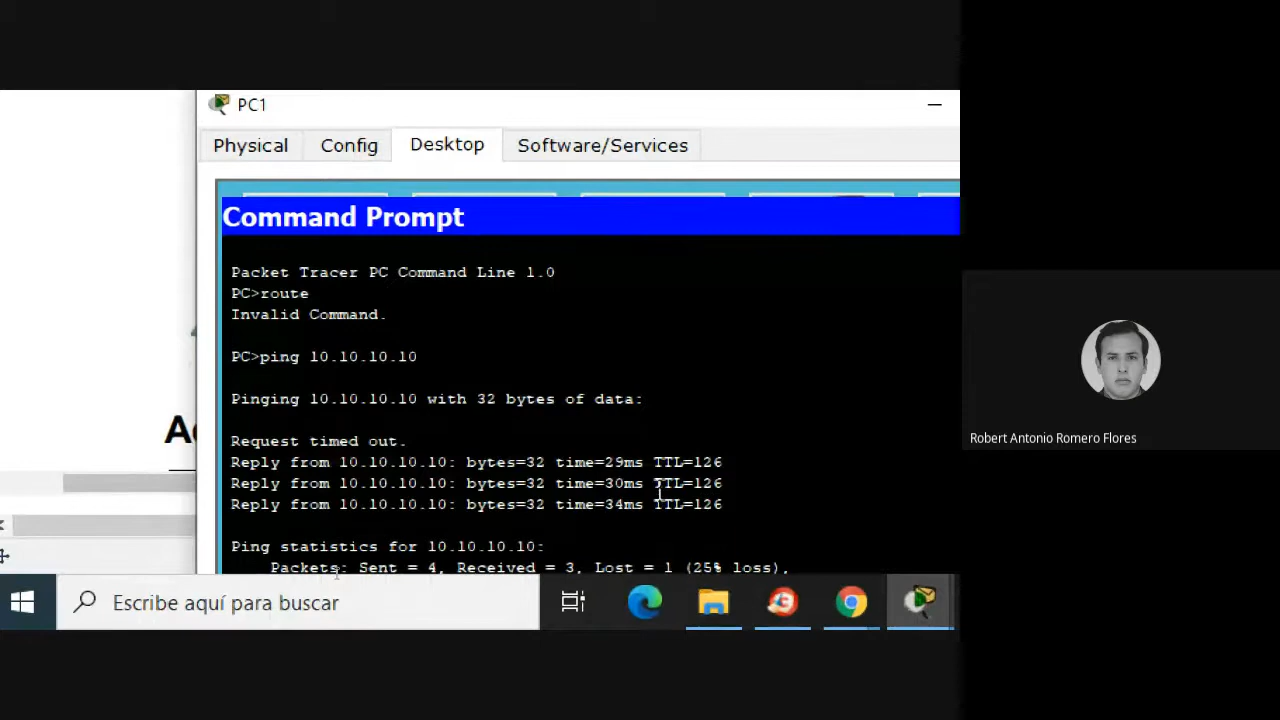 PC1
Physical Config Desktop Software/Services
Command Prompt
Packet Tracer PC Command Line 1.0
PC>route
Invalid Command.
PC>ping 10.10.10.10
Pinging 10.10.10.10 with 32 bytes of data:
Request timed out.
Reply from 10.10.10.10: bytes=32 time=29ms TTL=126
Reply from 10.10.10.10: bytes=32 time=30ms TTL=126
Reply from 10.10.10.10: bytes=32 time=34ms TTL=126
Ping statistics for 10.10.10.10:
Packets: Sent = 4, Received = 3, Lost = 1 (25% loss),
Escribe aquí para buscar
Robert Antonio Romero Flores